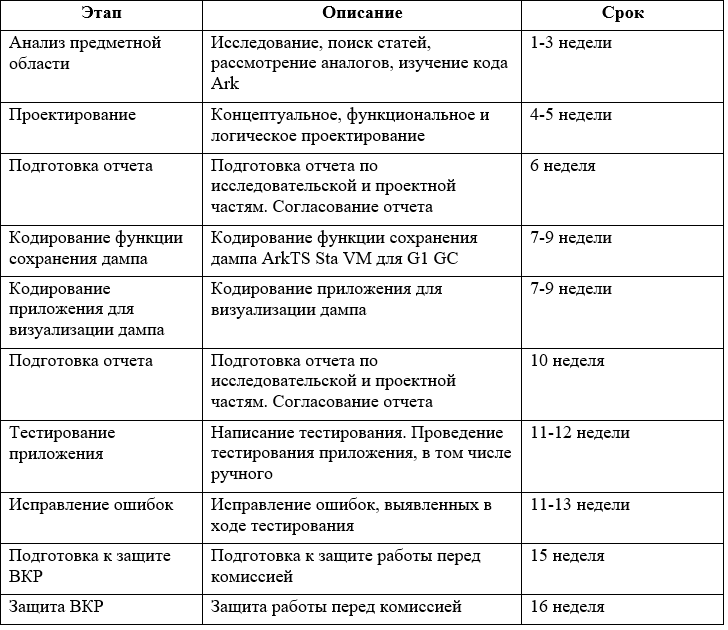 Этап Описание Срок
Анализ предметной области Исследование, поиск статей, рассмотрение аналогов, изучение кода Ark 1-3 недели
Проектирование Концептуальное, функциональное и логическое проектирование 4-5 недели
Подготовка отчета Подготовка отчета по исследовательской и проектной частям. Согласование отчета 6 неделя
Кодирование функции сохранения дампа Кодирование функции сохранения дампа ArkTS Sta VM для G1 GC 7-9 недели
Кодирование приложения для визуализации дампа Кодирование приложения для визуализации дампа 7-9 недели
Подготовка отчета Подготовка отчета по исследовательской и проектной частям. Согласование отчета 10 неделя
Тестирование приложения Написание тестирования. Проведение тестирования приложения, в том числе ручного 11-12 недели
Исправление ошибок Исправление ошибок, выявленных в ходе тестирования 11-13 недели
Подготовка к защите ВКР Подготовка к защите работы перед комиссией 15 неделя
Защита ВКР Защита работы перед комиссией 16 неделя